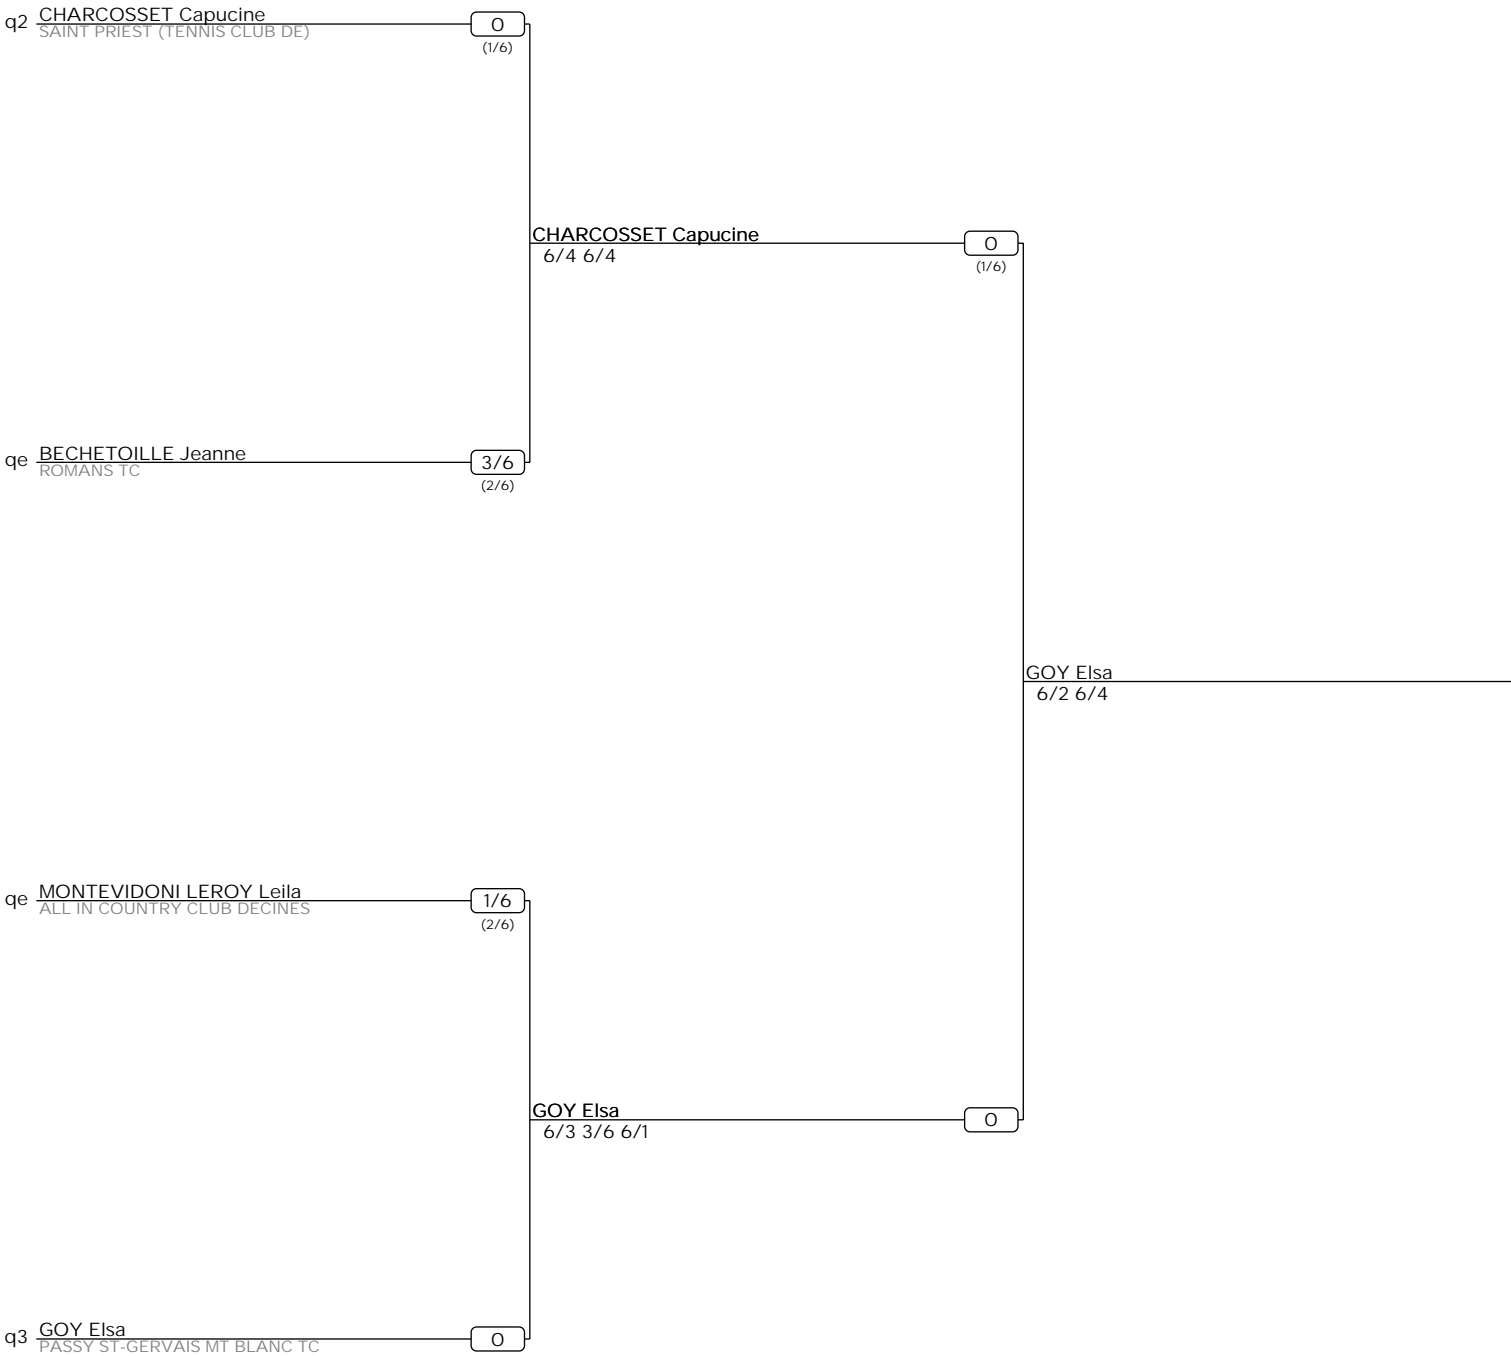 q2 CHARCOSSET Capucine 0
SAINT PRIEST (TENNIS CLUB DE)
(1/6)
CHARCOSSET Capucine 0
6/4 6/4
(1/6)
qe BECHETOILLE Jeanne 3/6
ROMANS TC
(2/6)
GOY Elsa
6/2 6/4
qe MONTEVIDONI LEROY Leila 1/6
ALL IN COUNTRY CLUB DECINES
(2/6)
GOY Elsa 0
6/3 3/6 6/1
q3 GOY Elsa 0
PASSY ST-GERVAIS MT BLANC TC